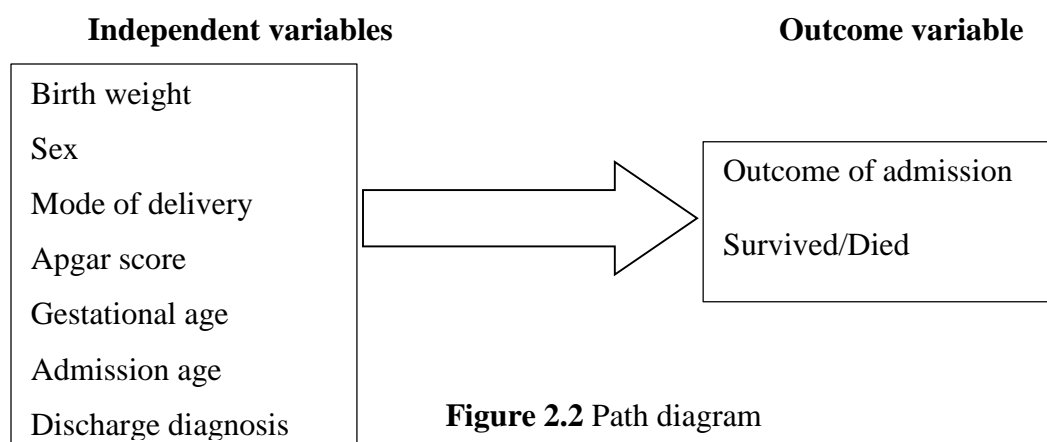 Independent variables
Outcome variable
Birth weight
Sex
Mode of delivery
Apgar score
Gestational age
Admission age
Discharge diagnosis
Outcome of admission
Survived/Died
Figure 2.2 Path diagram